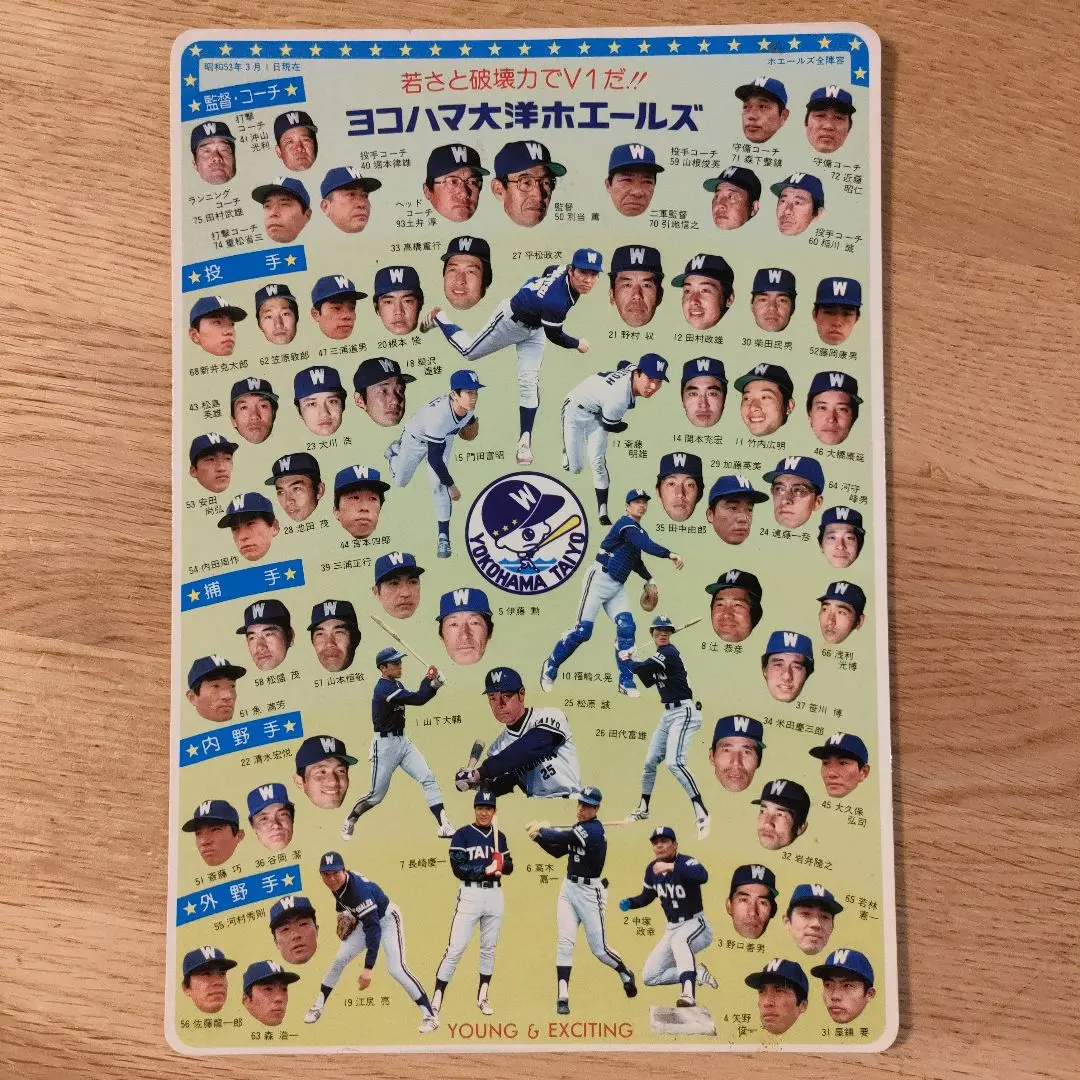 昭和53年3月1日現在
ホエールズ全陣容
若さと破壊力でV1だ!!
ヨコハマ大洋ホエールズ
監督・コーチ
打撃
コーチ
41 沖山
光利
ランニング
コーチ
75 田村武雄
打撃コーチ
74 重松省三
投手コーチ
40 堀本律雄
ヘッド
コーチ
93 土井 淳
監督
50 別当 薫
投手コーチ
59 山根俊英
二軍監督
70 引地信之
守備コーチ
71 森下整鎮
守備コーチ
72 近藤
昭仁
投手コーチ
60 稲川 誠
投手
33 高橋重行
27 平松政次
68 新井克太郎
62 笠原敏郎
47 三浦道男
20 根本 隆
18
21 野村 収
12 田村政雄
30 柴田民男
52 藤岡康男
43 松島
英雄
23 大川 浩
15 門田富昭
17 斎藤
明雄
14 関本充宏
11 竹内広明
46 大橋康延
53 安田
尚弘
28 池田 茂
29 加藤英美
64 河守
峰男
54 内田周作
44 宮本四郎
35 田中由郎
24 遠藤一彦
W
YOKOHAMA TAIYO
捕手
39 三浦正行
5 伊藤 勲
58 松盛 茂
57 山本恒敬
61 魚 満芳
10 福嶋久晃
8 辻 恭彦
66 浅利
光博
37 笹川 博
内野手
1 山下大輔
25 松原 誠
26 田代富雄
34 米田慶三郎
22 清水宏悦
45 大久保
弘司
51 斎藤 巧
36 谷岡 潔
32 岩井隆之
外野手
7 長崎慶一
6 高木
嘉一
2 中塚
政幸
55 河村秀則
3 野口善男
65 若林
憲一
56 佐藤龍一郎
63 森 浩一
19 江尻 亮
4 矢野
俊一
31 屋鋪 要
TAIYO
25
YOUNG & EXCITING